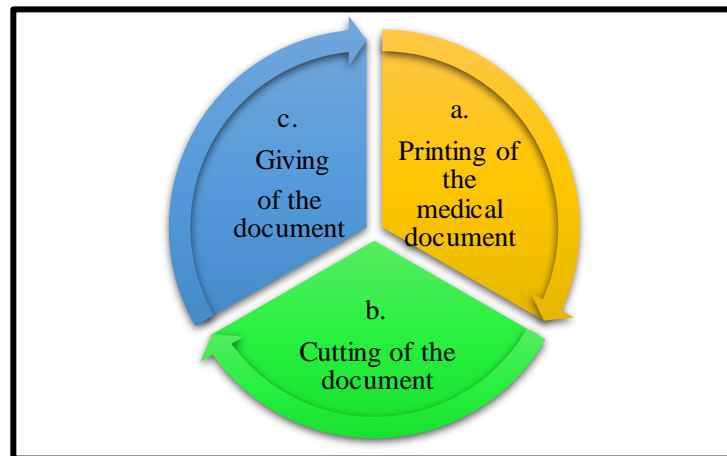 a.
Printing of
the
medical
document
b.
Cutting of the
document
c.
Giving
of the
document